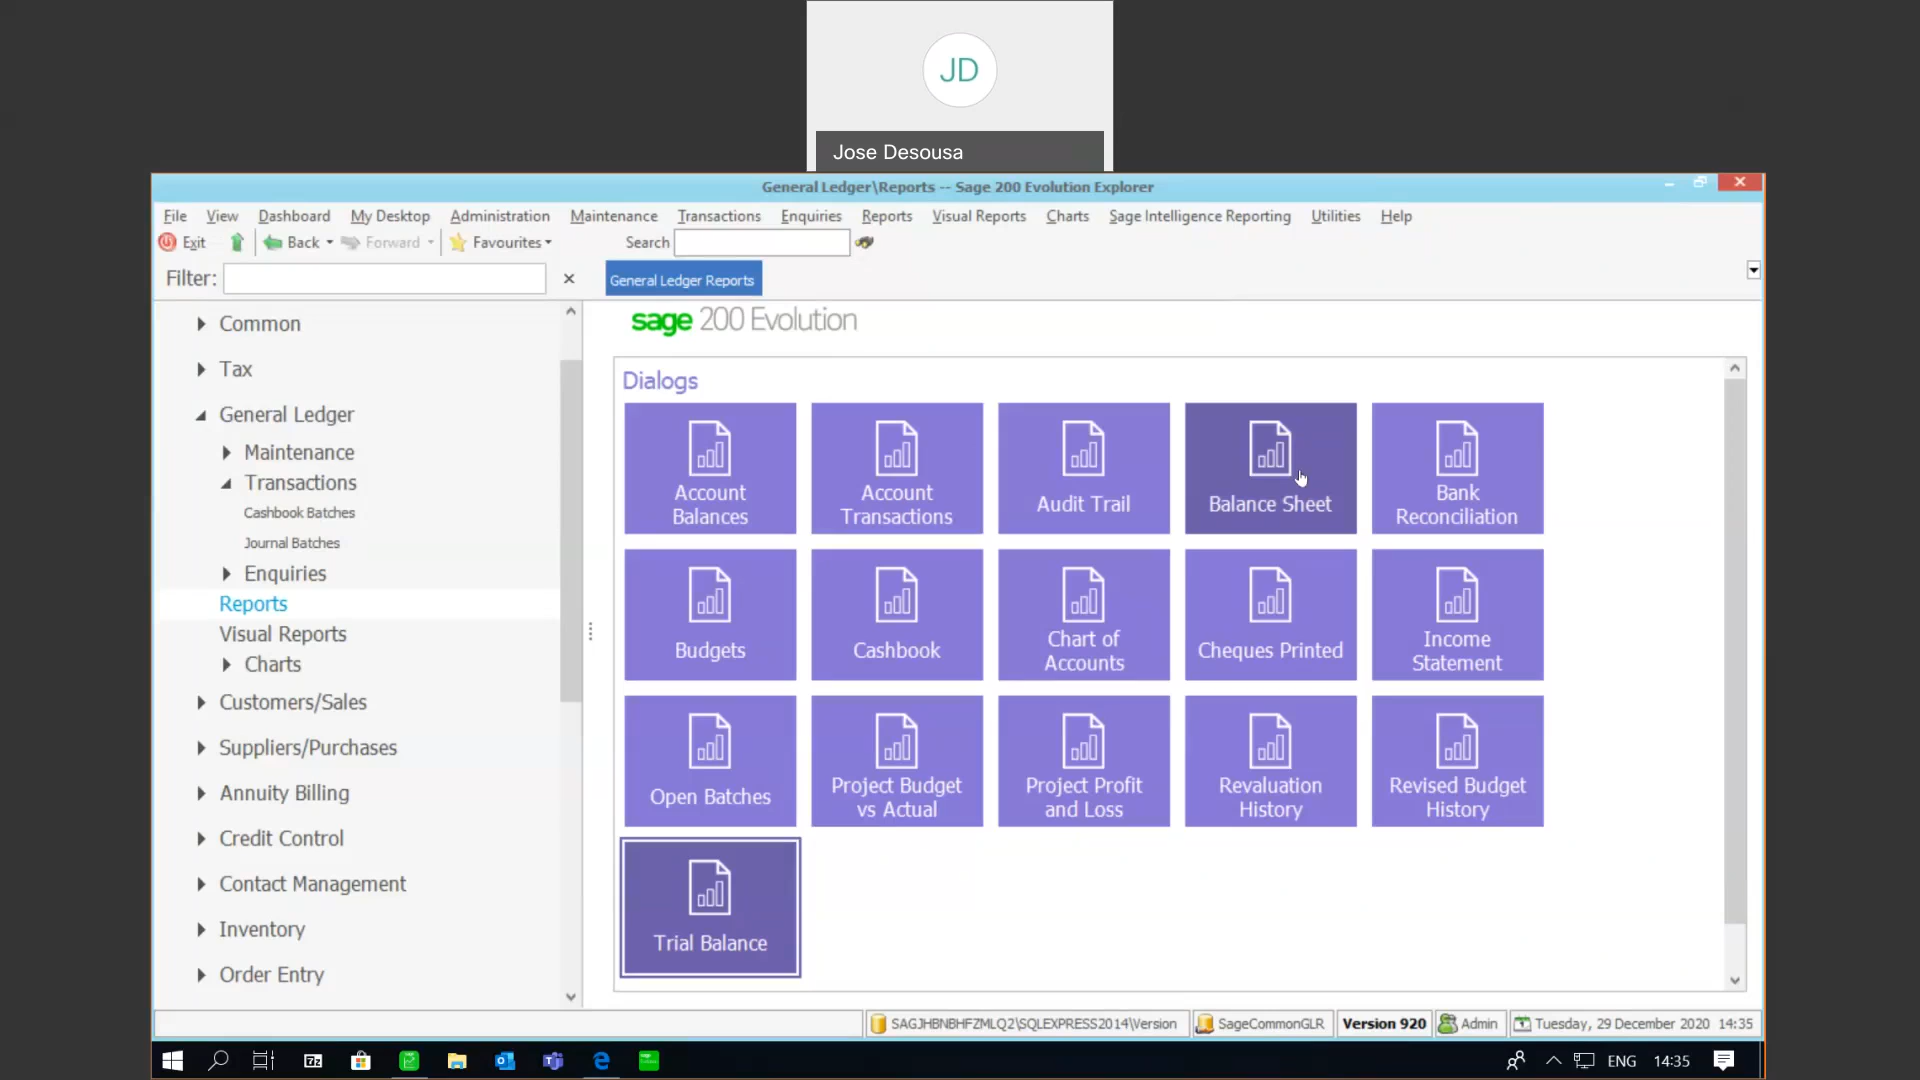 JD
Jose Desousa
General Ledger\Reports -- Sage 200 Evolution Explorer
File View Dashboard My Desktop Administration Maintenance Transactions Enquiries Reports Visual Reports Charts Sage Intelligence Reporting Utilities Help
Exit Back Forward Favourites Search
Filter:
General Ledger Reports
sage 200 Evolution
Common
Tax
General Ledger
Maintenance
Transactions
Cashbook Batches
Journal Batches
Enquiries
Reports
Visual Reports
Charts
Customers/Sales
Suppliers/Purchases
Annuity Billing
Credit Control
Contact Management
Inventory
Order Entry
Dialogs
Account
Balances
Account
Transactions
Audit Trail
Balance Sheet
Bank
Reconciliation
Budgets
Cashbook
Chart of
Accounts
Cheques Printed
Income
Statement
Open Batches
Project Budget
vs Actual
Project Profit
and Loss
Revaluation
History
Revised Budget
History
Trial Balance
SAGJHBNBHFZMLQ2\SQLEXPRESS2014\Version SageCommonGLR Version 920 Admin Tuesday, 29 December 2020 14:35
7z
ENG 14:35